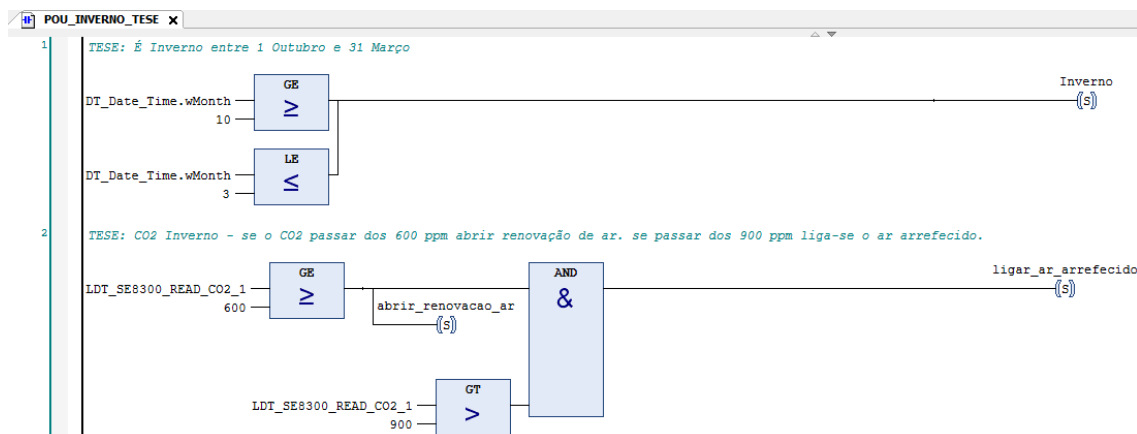 POU_INVERNO_TESE
1
TESE: É Inverno entre 1 Outubro e 31 Março
GE
Inverno
DT_Date_Time.wMonth
≥
(S)
10
LE
DT_Date_Time.wMonth
≤
3
2
TESE: CO2 Inverno - se o CO2 passar dos 600 ppm abrir renovação de ar. se passar dos 900 ppm liga-se o ar arrefecido.
GE
AND
ligar_ar_arrefecido
LDT_SE8300_READ_CO2_1
≥
&
(S)
600
abrir_renovacao_ar
(S)
GT
LDT_SE8300_READ_CO2_1
>
900